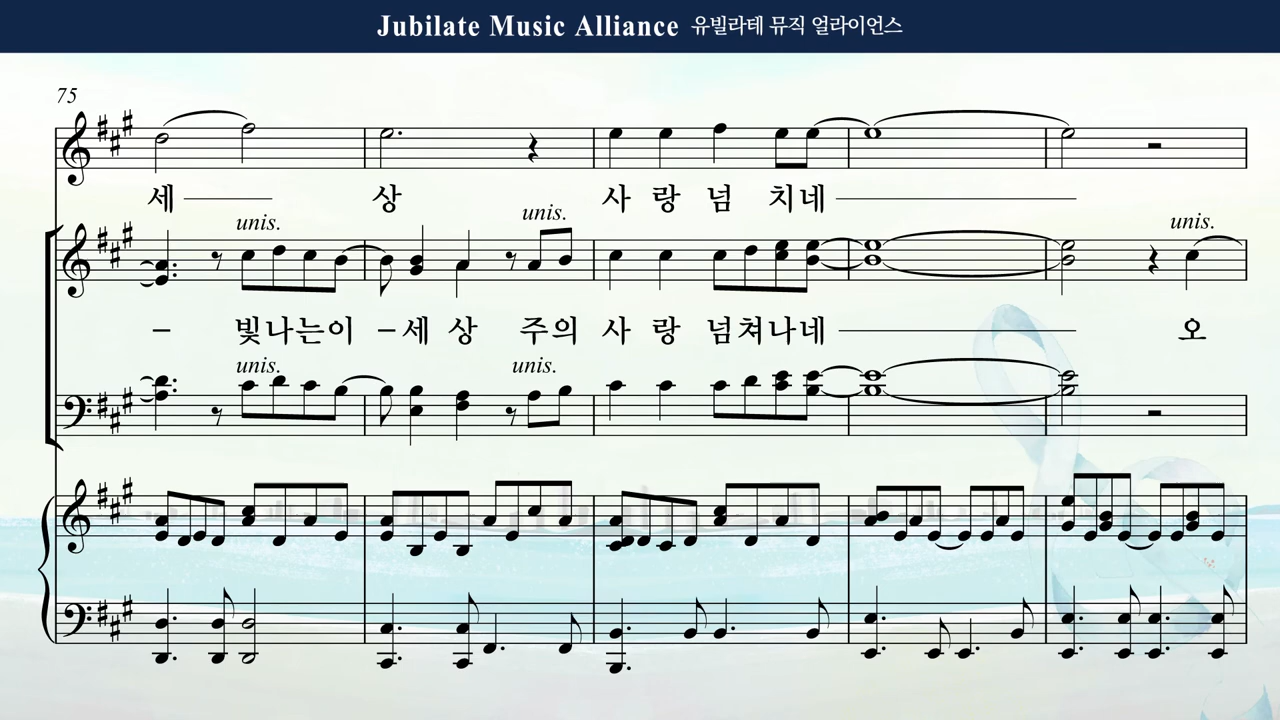 Jubilate Music Alliance 유빌라테 뮤직 얼라이언스
75
세 상 사 랑 넘 치네
unis. unis. unis.
– 빛나는이 –세 상 주의 사 랑 넘쳐나네 오
unis. unis.